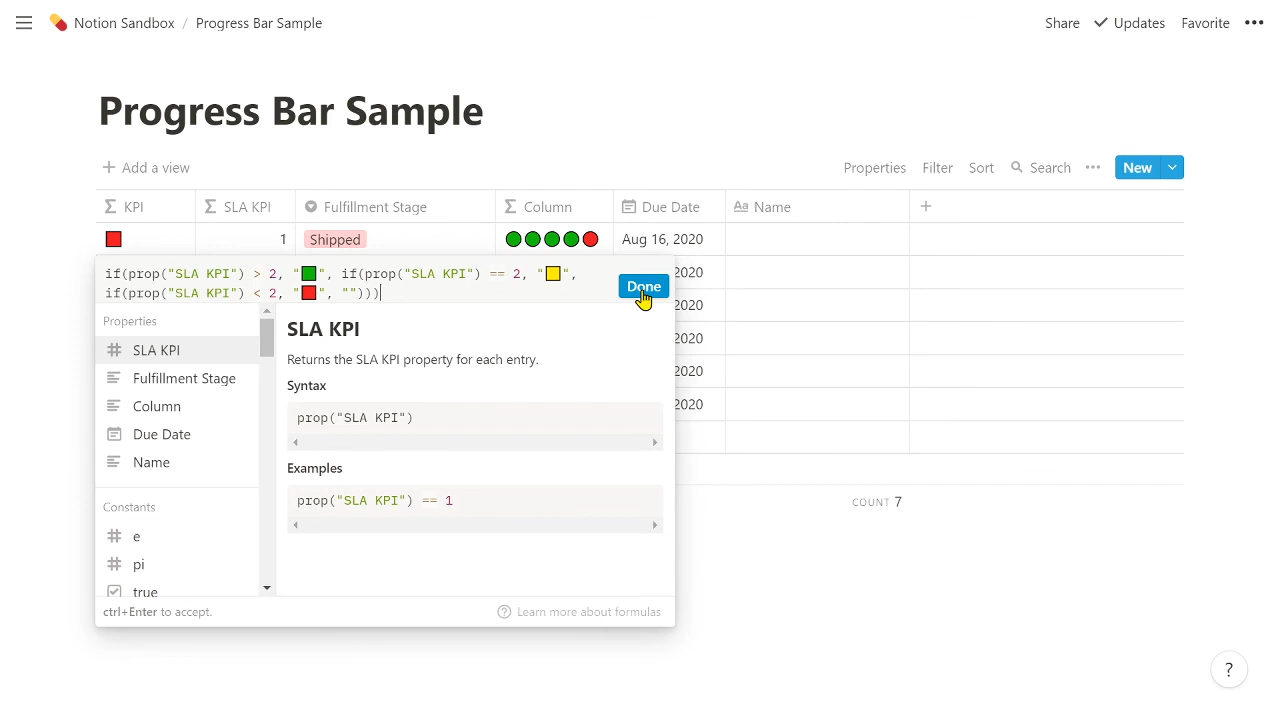 Notion Sandbox / Progress Bar Sample
Share Updates Favorite •••
Progress Bar Sample
+ Add a view
Properties Filter Sort Search ••• New
Σ KPI Σ SLA KPI Fulfillment Stage Σ Column Due Date Aa Name +
1 Shipped Aug 16, 2020
if(prop("SLA KPI") > 2, "🟩", if(prop("SLA KPI") == 2, "🟨",
if(prop("SLA KPI") < 2, "🟥", "")))
Done
2020
2020
2020
2020
2020
Properties
# SLA KPI
Fulfillment Stage
Column
Due Date
Name
Constants
# e
# pi
true
SLA KPI
Returns the SLA KPI property for each entry.
Syntax
prop("SLA KPI")
Examples
prop("SLA KPI") == 1
ctrl+Enter to accept.
? Learn more about formulas
COUNT 7
?